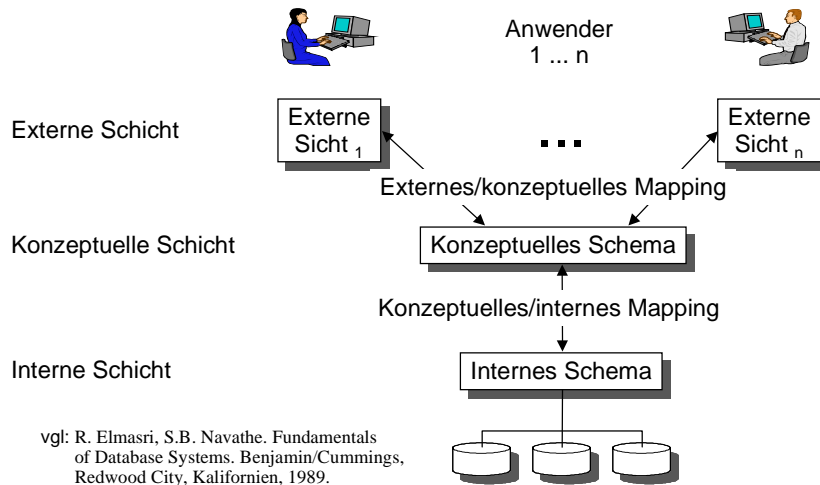 Anwender
1 ... n
Externe Schicht
Externe
Sicht 1
...
Externe
Sicht n
Externes/konzeptuelles Mapping
Konzeptuelle Schicht
Konzeptuelles Schema
Konzeptuelles/internes Mapping
Interne Schicht
Internes Schema
vgl: R. Elmasri, S.B. Navathe. Fundamentals
of Database Systems. Benjamin/Cummings,
Redwood City, Kalifornien, 1989.